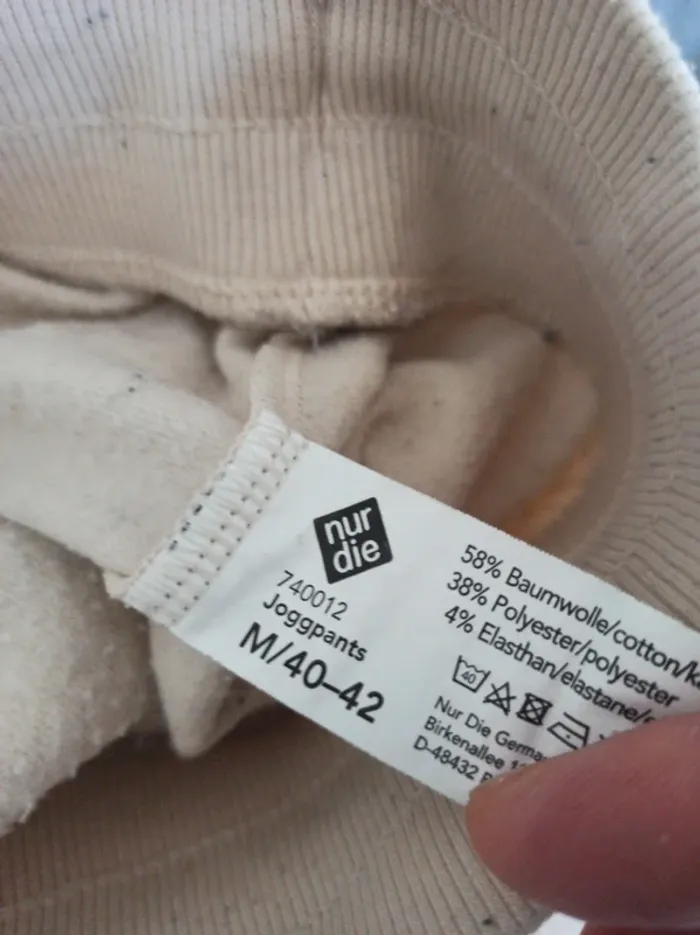 nur
die
740012
Joggpants
M/40–42
58% Baumwolle/cotton/
38% Polyester/polyester
4% Elasthan/elastane/
40
Nur Die
Birkenallee
D-48432